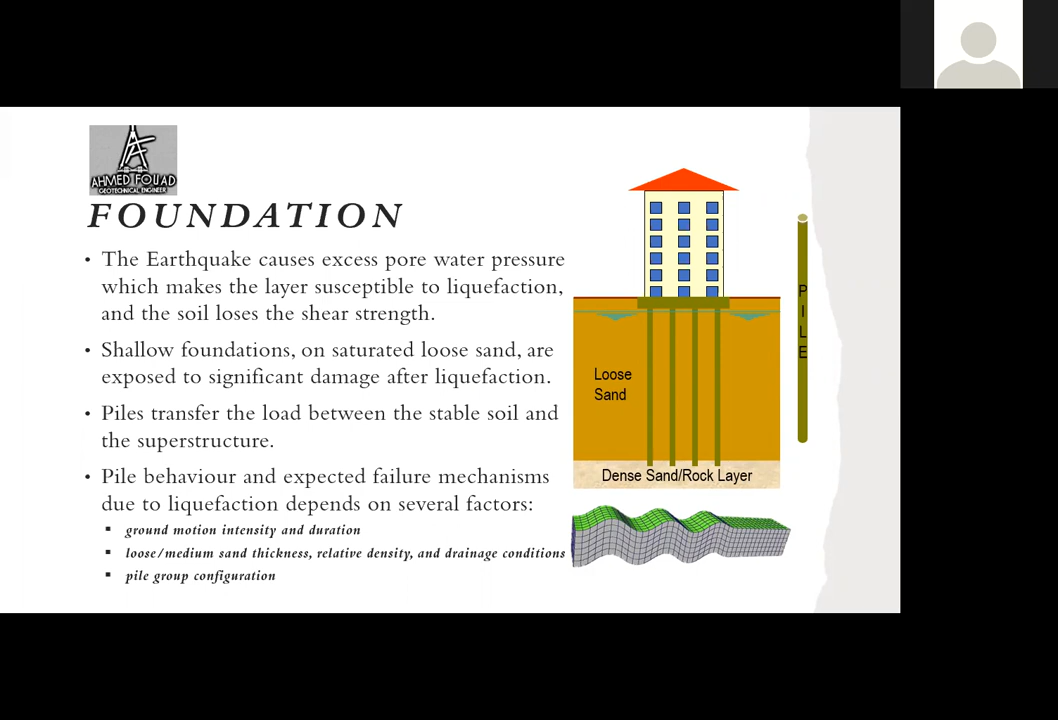 AHMED FOUAD
GEOTECHNICAL ENGINEER
FOUNDATION
• The Earthquake causes excess pore water pressure
which makes the layer susceptible to liquefaction,
and the soil loses the shear strength.
• Shallow foundations, on saturated loose sand, are
exposed to significant damage after liquefaction.
• Piles transfer the load between the stable soil and
the superstructure.
• Pile behaviour and expected failure mechanisms
due to liquefaction depends on several factors:
▪ ground motion intensity and duration
▪ loose/medium sand thickness, relative density, and drainage conditions
▪ pile group configuration
Loose
Sand
Dense Sand/Rock Layer
P
I
L
E